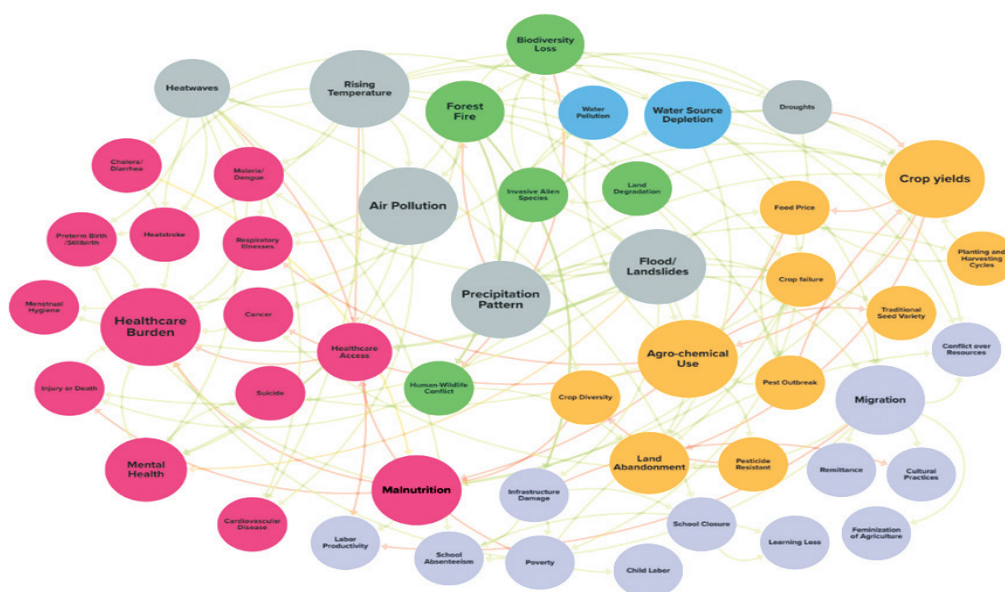 Biodiversity
Loss
Heatwaves
Rising
Temperature
Forest
Fire
Water
Pollution
Water Source
Depletion
Droughts
Cholera/
Diarrhea
Malaria/
Dengue
Air Pollution
Invasive Alien
Species
Land
Degradation
Crop yields
Food Price
Preterm Birth
/Stillbirth
Heatstroke
Respiratory
Illnesses
Flood/
Landslides
Crop failure
Planting and
Harvesting
Cycles
Menstrual
Hygiene
Healthcare
Burden
Cancer
Precipitation
Pattern
Traditional
Seed Variety
Healthcare
Access
Agro-chemical
Use
Conflict over
Resources
Injury or Death
Suicide
Human-Wildlife
Conflict
Crop Diversity
Pest Outbreak
Migration
Mental
Health
Malnutrition
Infrastructure
Damage
Land
Abandonment
Pesticide
Resistant
Remittance
Cultural
Practices
Cardiovascular
Disease
Labor
Productivity
School
Absenteeism
Poverty
Child Labor
School Closure
Learning Loss
Feminization
of Agriculture